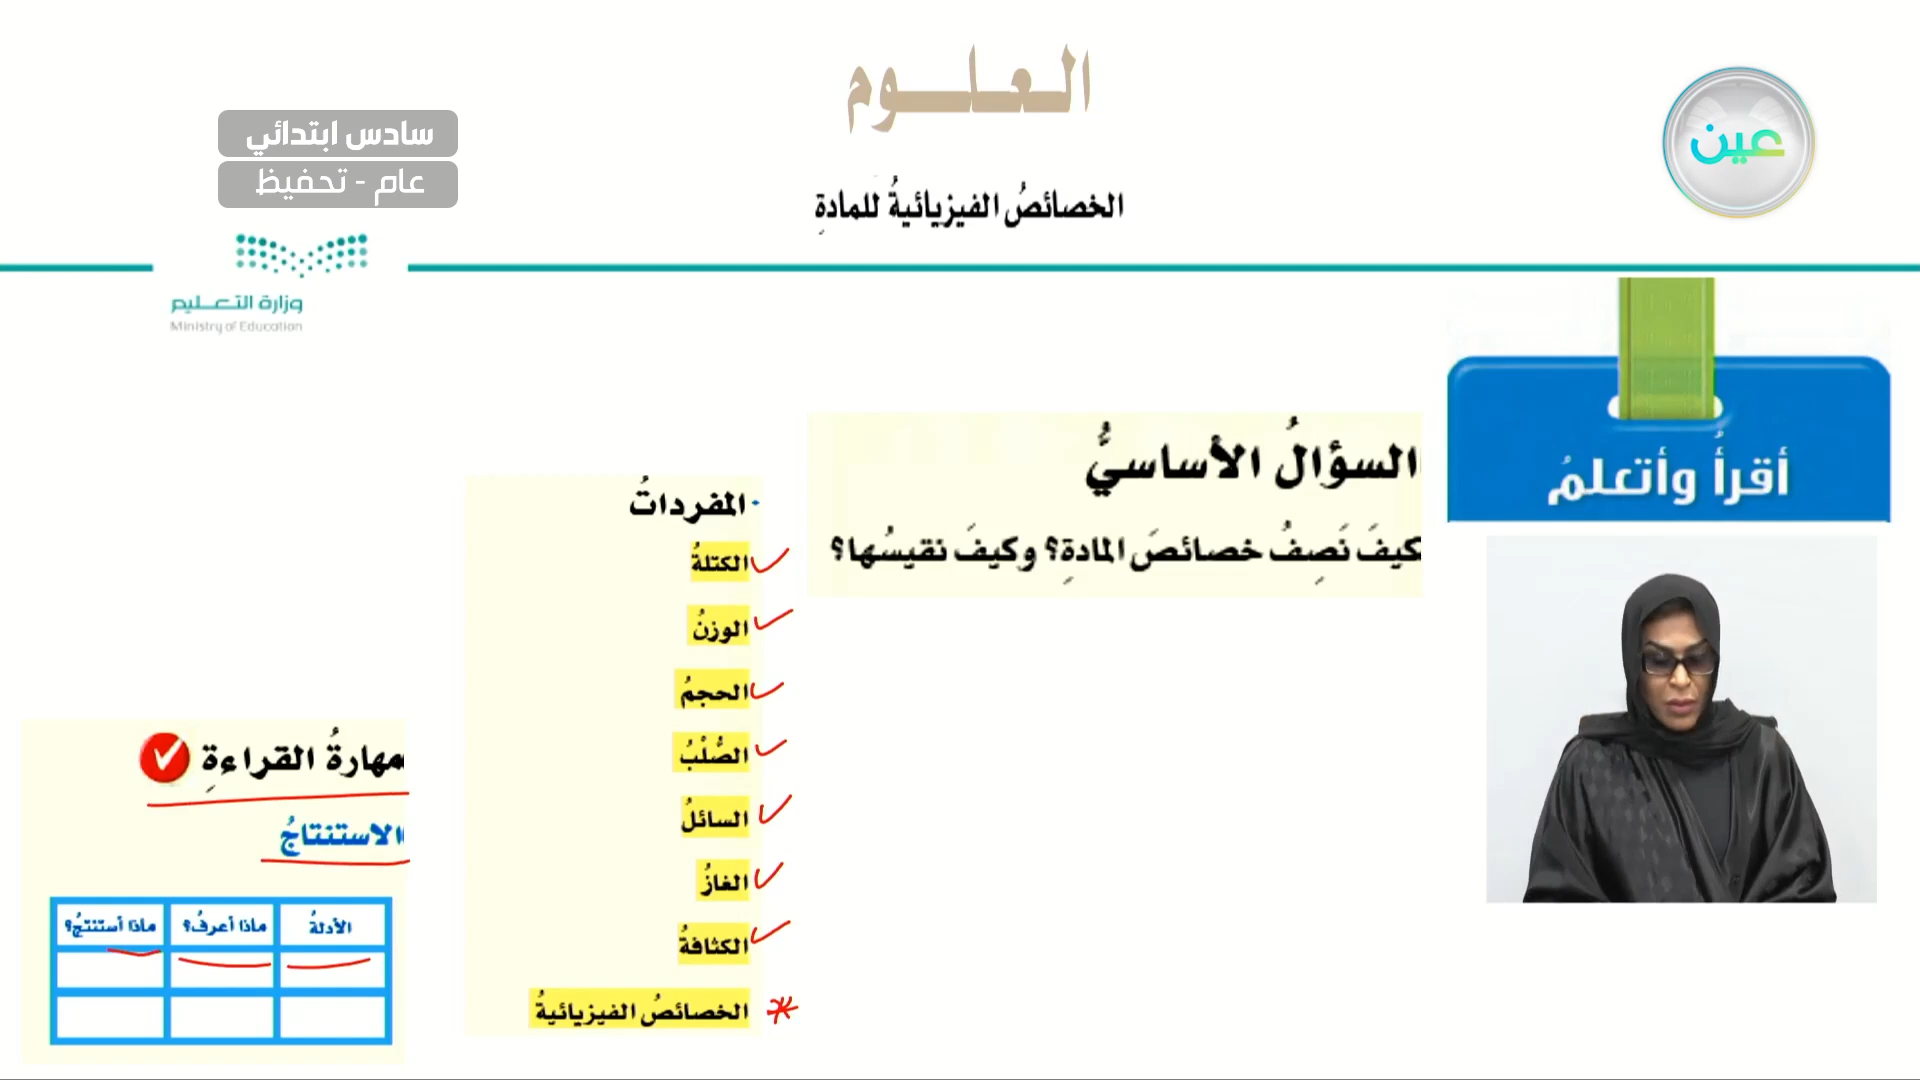 العلوم
سادس ابتدائي
عام - تحفيظ
عين
الخصائصُ الفيزيائيةُ للمادةِ
وزارة التعليم
Ministry of Education
أقرأُ وأتعلمُ
السؤالُ الأساسيُّ
كيفَ نَصِفُ خصائصَ المادةِ؟ وكيفَ نقيسُها؟
المفرداتُ
الكتلةُ
الوزنُ
الحجمُ
الصُّلْبُ
السائلُ
الغازُ
الكثافةُ
الخصائصُ الفيزيائيةُ
مهارةُ القراءةِ
الاستنتاجُ
الأدلةُ ماذا أعرفُ؟ ماذا أستنتجُ؟